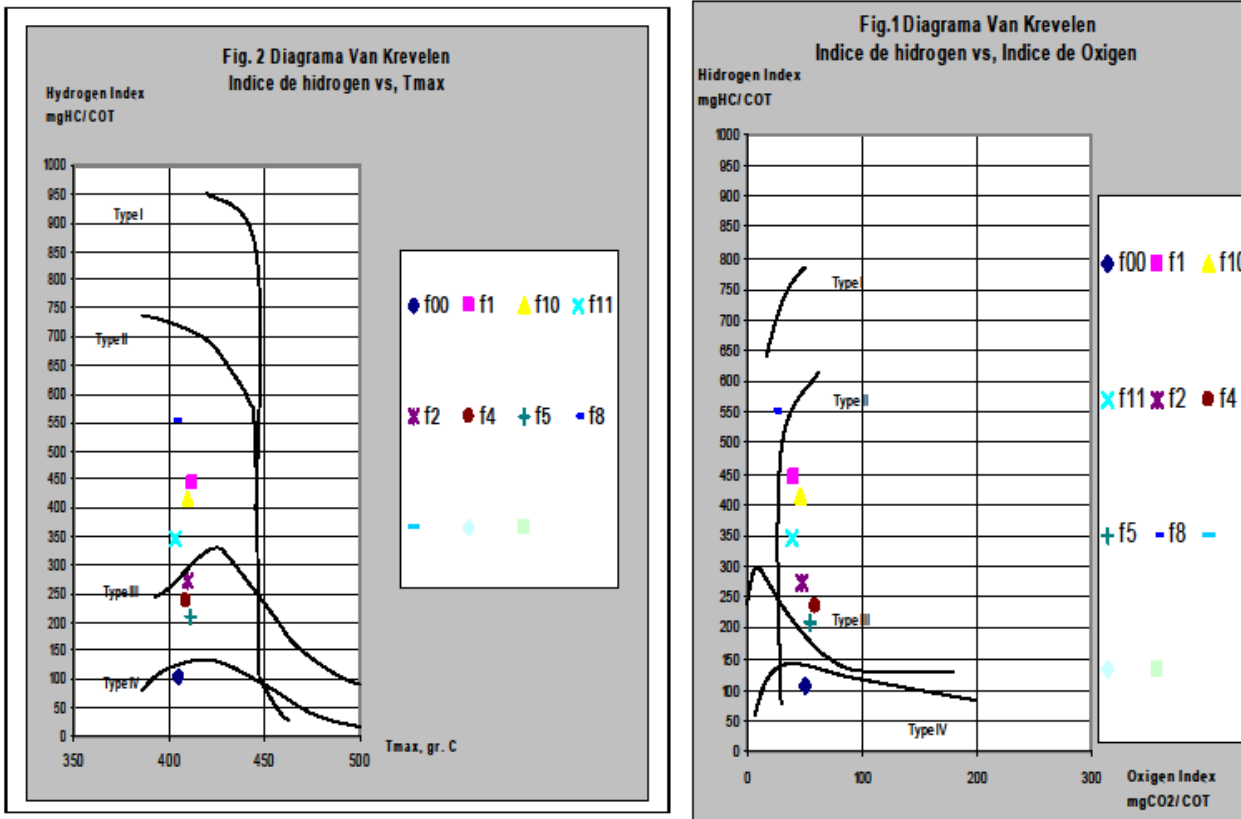 Fig. 2 Diagrama Van Krevelen
Indice de hidrogen vs, Tmax
Hydrogen Index
mgHC/COT
1000
950
900
850
800
750
700
650
600
550
500
450
400
350
300
250
200
150
100
50
0
Type I
Type II
Type III
Type IV
350 400 450 500
Tmax, gr. C
f00 f1 f10 f11
f2 f4 f5 f8
Fig.1 Diagrama Van Krevelen
Indice de hidrogen vs, Indice de Oxigen
Hidrogen Index
mgHC/COT
1000
950
900
850
800
750
700
650
600
550
500
450
400
350
300
250
200
150
100
50
0
Type I
Type II
Type III
Type IV
0 100 200 300
Oxigen Index
mgCO2/COT
f00 f1 f10
f11 f2 f4
f5 f8